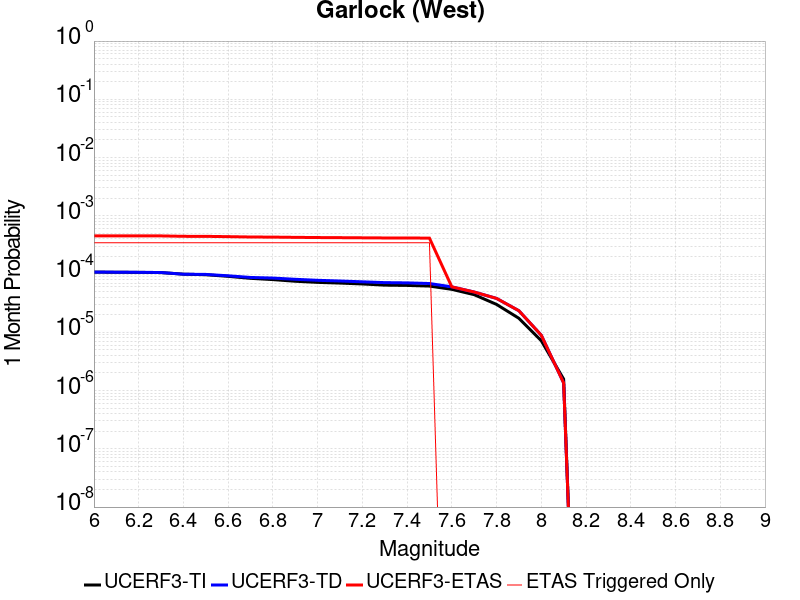 Garlock (West)
10^0
10^-1
10^-2
10^-3
10^-4
10^-5
10^-6
10^-7
10^-8
1 Month Probability
6 6.2 6.4 6.6 6.8 7 7.2 7.4 7.6 7.8 8 8.2 8.4 8.6 8.8 9
Magnitude
UCERF3-TI UCERF3-TD UCERF3-ETAS ETAS Triggered Only